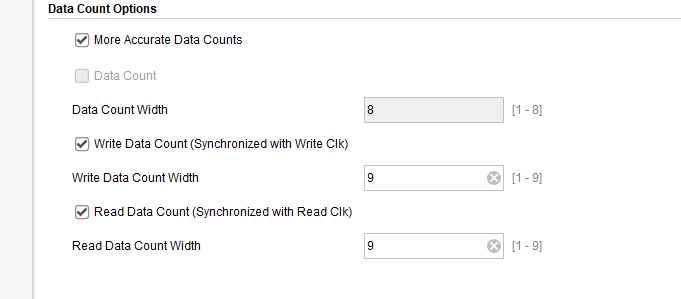 Data Count Options
More Accurate Data Counts
Data Count
Data Count Width 8 [1 - 8]
Write Data Count (Synchronized with Write Clk)
Write Data Count Width 9 [1 - 9]
Read Data Count (Synchronized with Read Clk)
Read Data Count Width 9 [1 - 9]